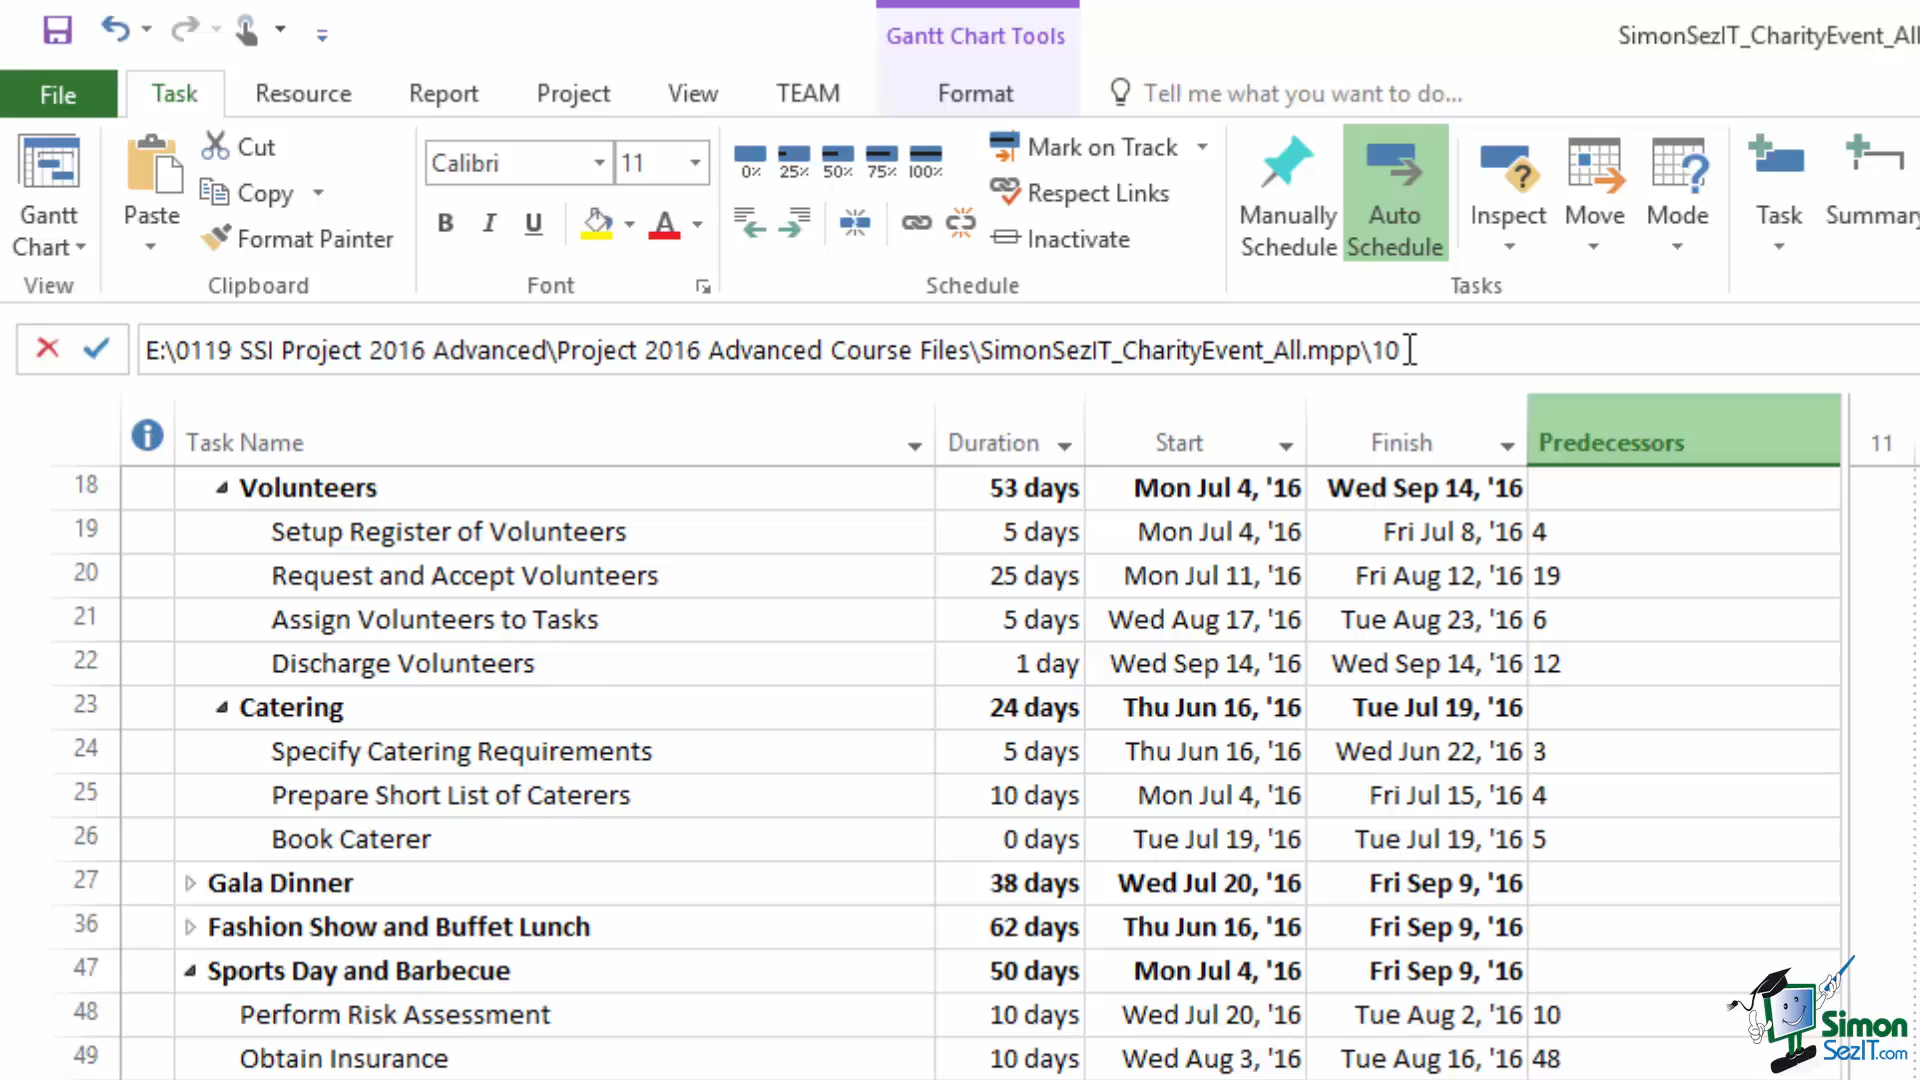 Gantt Chart Tools
SimonSezIT_CharityEvent_All
File Task Resource Report Project View TEAM Format Tell me what you want to do...
Gantt Chart
View
Paste
Cut
Copy
Format Painter
Clipboard
Calibri 11
B I U A
Font
0% 25% 50% 75% 100%
Mark on Track
Respect Links
Inactivate
Schedule
Manually Schedule
Auto Schedule
Inspect
Move
Mode
Tasks
Task
Summary
E:\0119 SSI Project 2016 Advanced\Project 2016 Advanced Course Files\SimonSezIT_CharityEvent_All.mpp\10
Task Name Duration Start Finish Predecessors 11
18 Volunteers 53 days Mon Jul 4, '16 Wed Sep 14, '16
19 Setup Register of Volunteers 5 days Mon Jul 4, '16 Fri Jul 8, '16 4
20 Request and Accept Volunteers 25 days Mon Jul 11, '16 Fri Aug 12, '16 19
21 Assign Volunteers to Tasks 5 days Wed Aug 17, '16 Tue Aug 23, '16 6
22 Discharge Volunteers 1 day Wed Sep 14, '16 Wed Sep 14, '16 12
23 Catering 24 days Thu Jun 16, '16 Tue Jul 19, '16
24 Specify Catering Requirements 5 days Thu Jun 16, '16 Wed Jun 22, '16 3
25 Prepare Short List of Caterers 10 days Mon Jul 4, '16 Fri Jul 15, '16 4
26 Book Caterer 0 days Tue Jul 19, '16 Tue Jul 19, '16 5
27 Gala Dinner 38 days Wed Jul 20, '16 Fri Sep 9, '16
36 Fashion Show and Buffet Lunch 62 days Thu Jun 16, '16 Fri Sep 9, '16
47 Sports Day and Barbecue 50 days Mon Jul 4, '16 Fri Sep 9, '16
48 Perform Risk Assessment 10 days Wed Jul 20, '16 Tue Aug 2, '16 10
49 Obtain Insurance 10 days Wed Aug 3, '16 Tue Aug 16, '16 48
Simon
SezIT.com